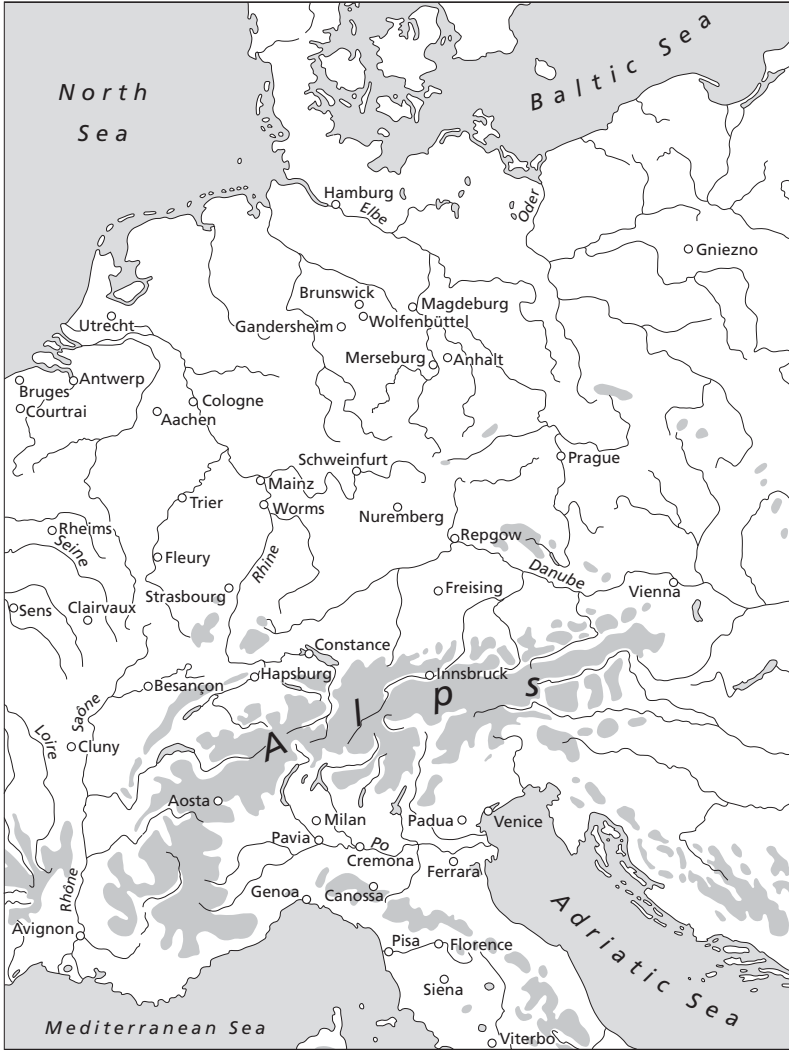 North
Sea
Baltic Sea
Hamburg
Elbe
Oder
Gniezno
Brunswick
Magdeburg
Wolfenbüttel
Utrecht
Gandersheim
Merseburg
Anhalt
Bruges
Antwerp
Courtrai
Cologne
Aachen
Schweinfurt
Prague
Mainz
Trier
Worms
Nuremberg
Rheims
Seine
Repgow
Fleury
Rhine
Danube
Strasbourg
Freising
Vienna
Sens
Clairvaux
Constance
Besançon
Hapsburg
Innsbruck
Alps
Saône
Loire
Cluny
Aosta
Milan
Padua
Venice
Pavia
Po
Cremona
Ferrara
Rhône
Genoa
Canossa
Avignon
Pisa
Florence
Adriatic Sea
Siena
Mediterranean Sea
Viterbo